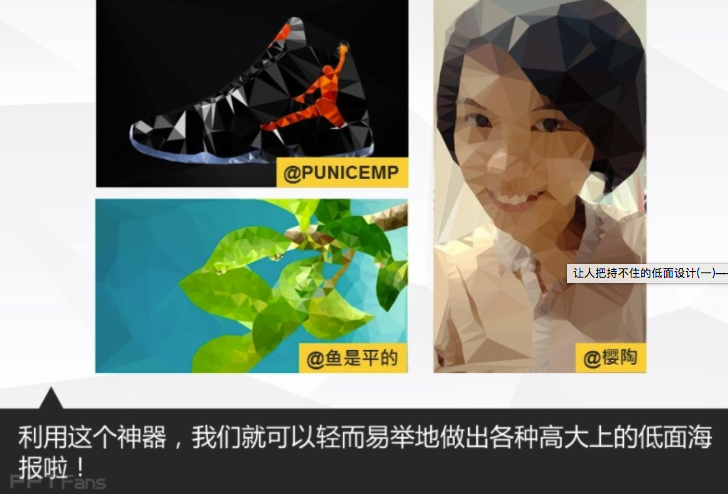 @PUNICEMP
@鱼是平的
让人把持不住的低面设计(一)—
@樱陶
利用这个神器，我们就可以轻而易举地做出各种高大上的低面海
报啦！
PPTFans